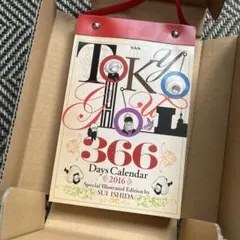 TOKYO
GHOUL
366
Days Calendar
2016
Special Illustrated Edition by
SUI ISHIDA